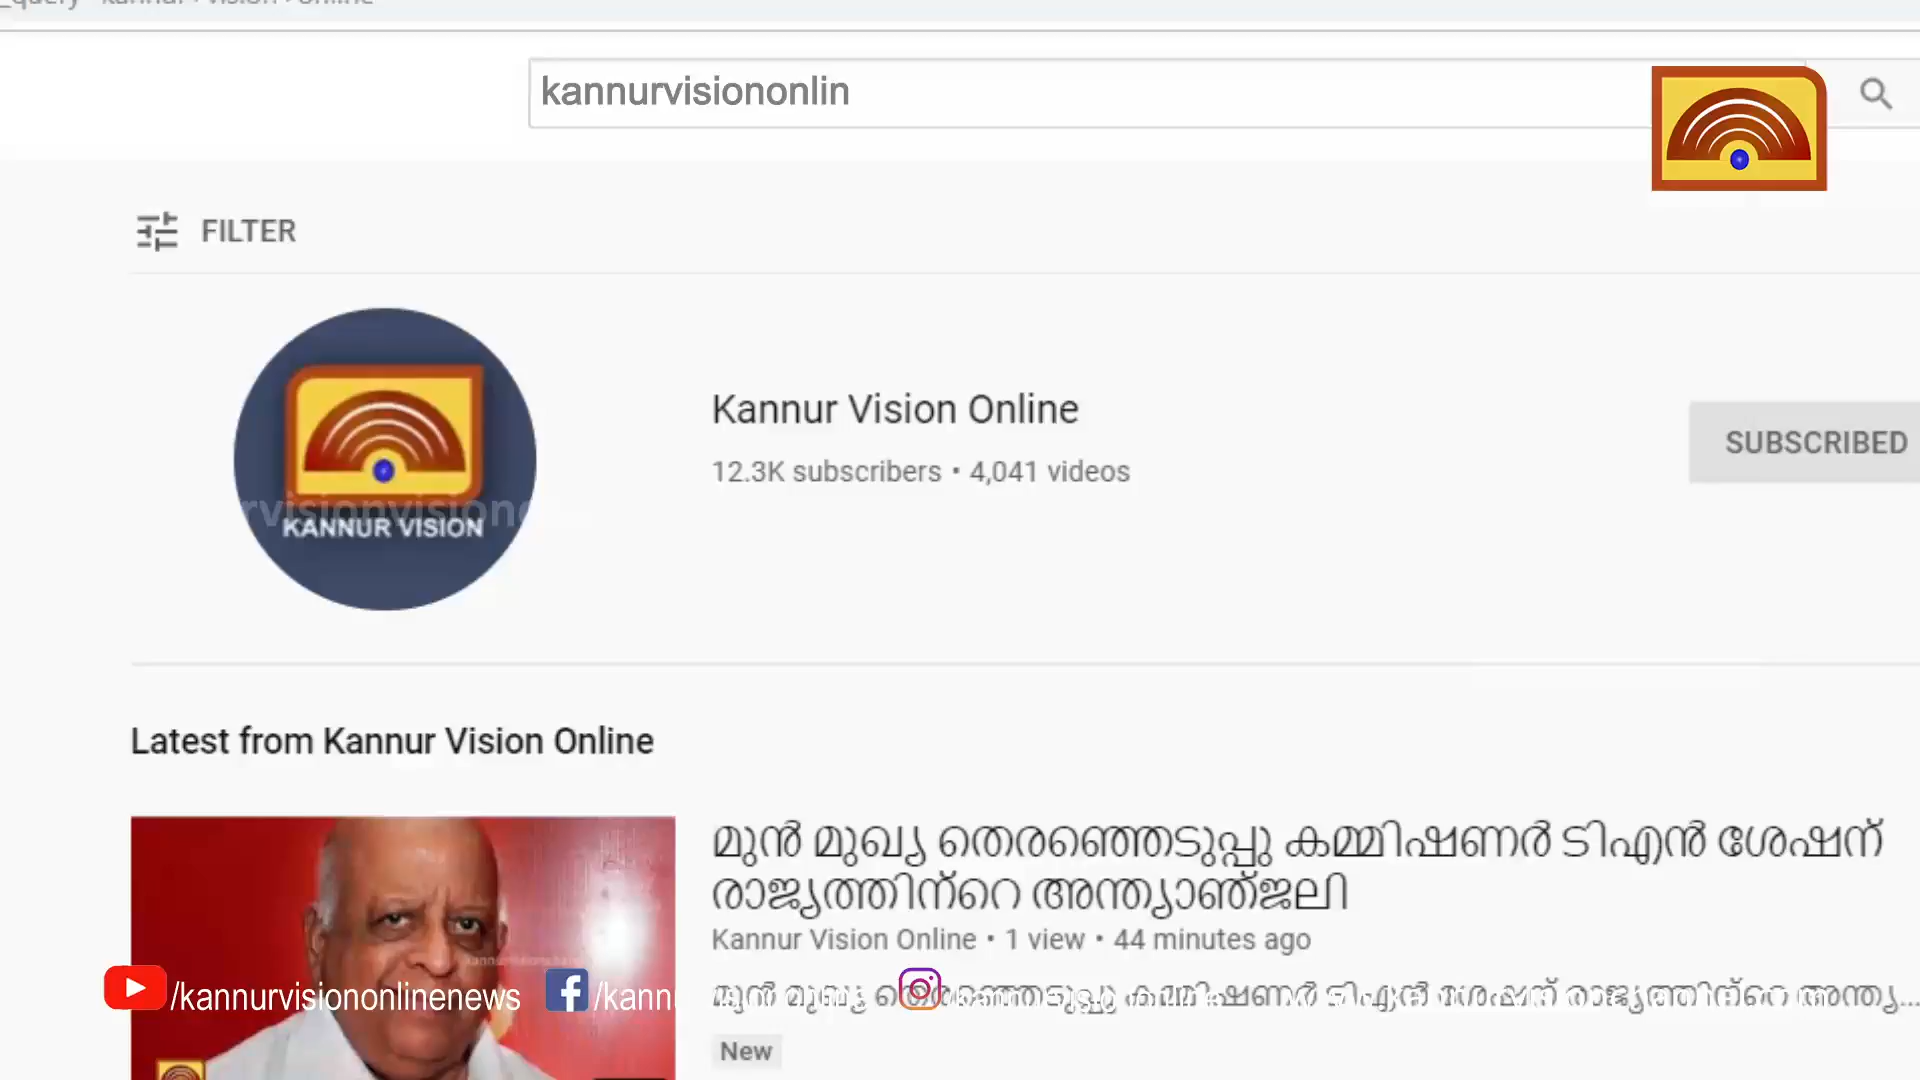 kannurvisiononlin
FILTER
KANNUR VISION
Kannur Vision Online
12.3K subscribers • 4,041 videos
SUBSCRIBED
Latest from Kannur Vision Online
മുൻ മുഖ്യ തെരഞ്ഞെടുപ്പു കമ്മിഷണർ ടിഎൻ ശേഷന്
രാജ്യത്തിന്റെ അന്ത്യാഞ്ജലി
Kannur Vision Online • 1 view • 44 minutes ago
/kannurvisiononlinenews
New